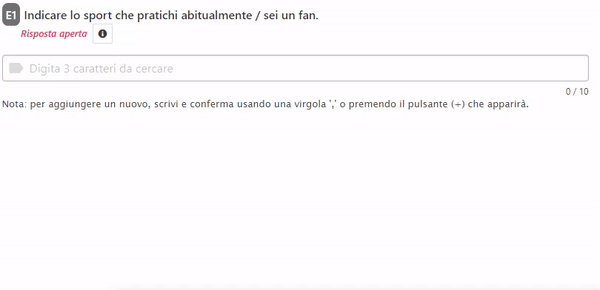 E1 Indicare lo sport che pratichi abitualmente / sei un fan.
Risposta aperta
Digita 3 caratteri da cercare
0 / 10
Nota: per aggiungere un nuovo, scrivi e conferma usando una virgola ',' o premendo il pulsante (+) che apparirà.